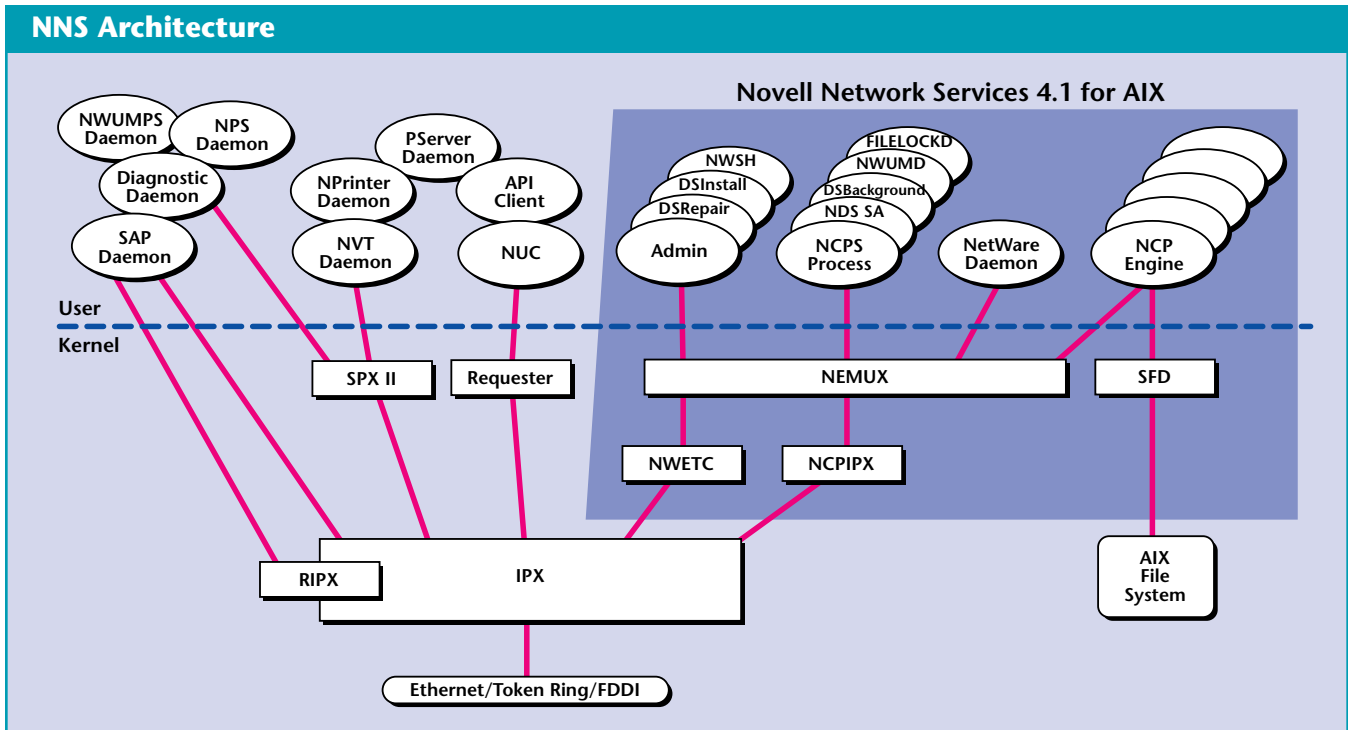 NNS Architecture
Novell Network Services 4.1 for AIX
NWUMPS
Daemon
NPS
Daemon
Diagnostic
Daemon
SAP
Daemon
PServer
Daemon
NPrinter
Daemon
API
Client
NVT
Daemon
NUC
NWSH
DSInstall
DSRepair
Admin
FILELOCKD
NWUMD
DSBackground
NDS SA
NCPS
Process
NetWare
Daemon
NCP
Engine
User
Kernel
SPX II
Requester
NEMUX
SFD
NWETC
NCPIPX
RIPX
IPX
AIX
File
System
Ethernet/Token Ring/FDDI